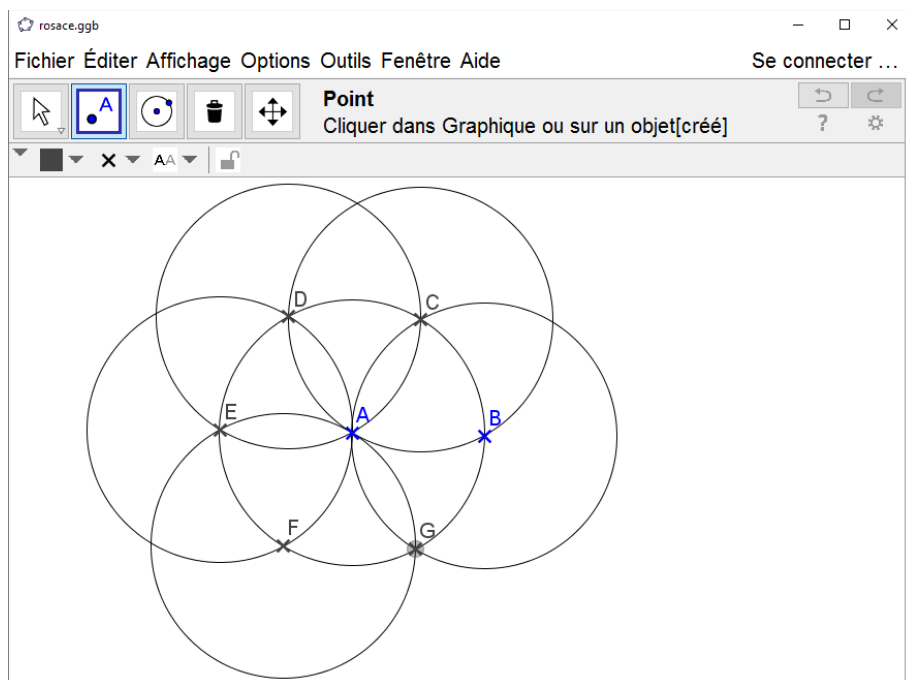 rosace.ggb
Fichier Éditer Affichage Options Outils Fenêtre Aide Se connecter ...
A
Point
Cliquer dans Graphique ou sur un objet[créé]
?
AA
D C
E A B
F G